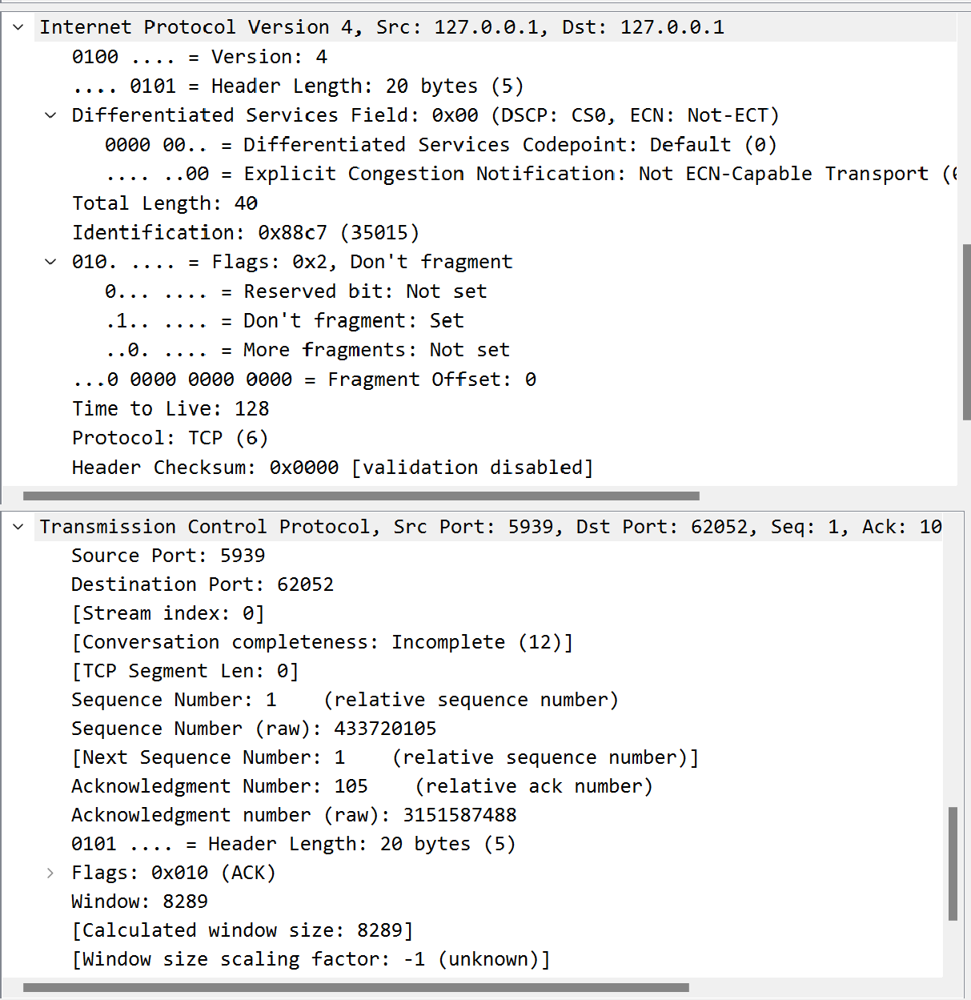 Internet Protocol Version 4, Src: 127.0.0.1, Dst: 127.0.0.1
0100 .... = Version: 4
.... 0101 = Header Length: 20 bytes (5)
Differentiated Services Field: 0x00 (DSCP: CS0, ECN: Not-ECT)
0000 00.. = Differentiated Services Codepoint: Default (0)
.... ..00 = Explicit Congestion Notification: Not ECN-Capable Transport (
Total Length: 40
Identification: 0x88c7 (35015)
010. .... = Flags: 0x2, Don't fragment
0... .... = Reserved bit: Not set
.1.. .... = Don't fragment: Set
..0. .... = More fragments: Not set
...0 0000 0000 0000 = Fragment Offset: 0
Time to Live: 128
Protocol: TCP (6)
Header Checksum: 0x0000 [validation disabled]
Transmission Control Protocol, Src Port: 5939, Dst Port: 62052, Seq: 1, Ack: 10
Source Port: 5939
Destination Port: 62052
[Stream index: 0]
[Conversation completeness: Incomplete (12)]
[TCP Segment Len: 0]
Sequence Number: 1    (relative sequence number)
Sequence Number (raw): 433720105
[Next Sequence Number: 1    (relative sequence number)]
Acknowledgment Number: 105    (relative ack number)
Acknowledgment number (raw): 3151587488
0101 .... = Header Length: 20 bytes (5)
Flags: 0x010 (ACK)
Window: 8289
[Calculated window size: 8289]
[Window size scaling factor: -1 (unknown)]